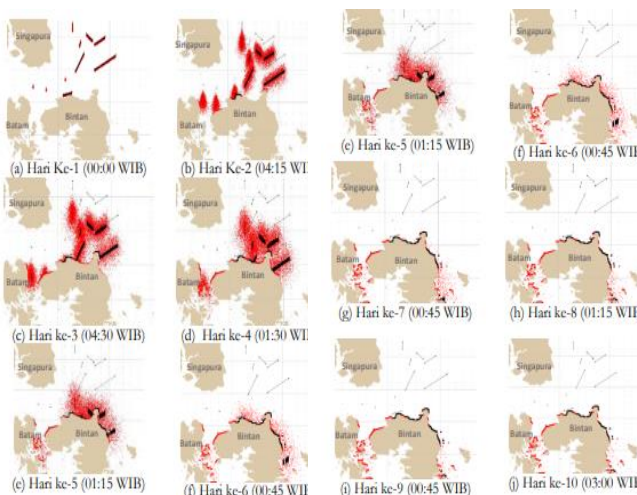 Singapura
Batam
Bintan
(a) Hari Ke-1 (00:00 WIB)
Singapura
Batam
Bintan
(b) Hari Ke-2 (04:15 WI
Singapura
Batam
Bintan
(c) Hari ke-3 (04:30 WIB)
Singapura
Batam
Bintan
(d) Hari ke-4 (01:30 WI
Singapura
Batam
Bintan
(e) Hari ke-5 (01:15 WIB)
Singapura
Batam
Bintan
(f) Hari ke-6 (00:45 WI
Singapura
Batam
Bintan
(e) Hari ke-5 (01:15 WIB)
Singapura
Batam
Bintan
(f) Hari ke-6 (00:45 WIB)
Singapura
Batam
Bintan
(g) Hari ke-7 (00:45 WIB)
Singapura
Batam
Bintan
(h) Hari ke-8 (01:15 WIB)
Singapura
Batam
Bintan
(i) Hari ke-9 (00:45 WIB)
Singapura
Batam
Bintan
(j) Hari ke-10 (03:00 WIB)